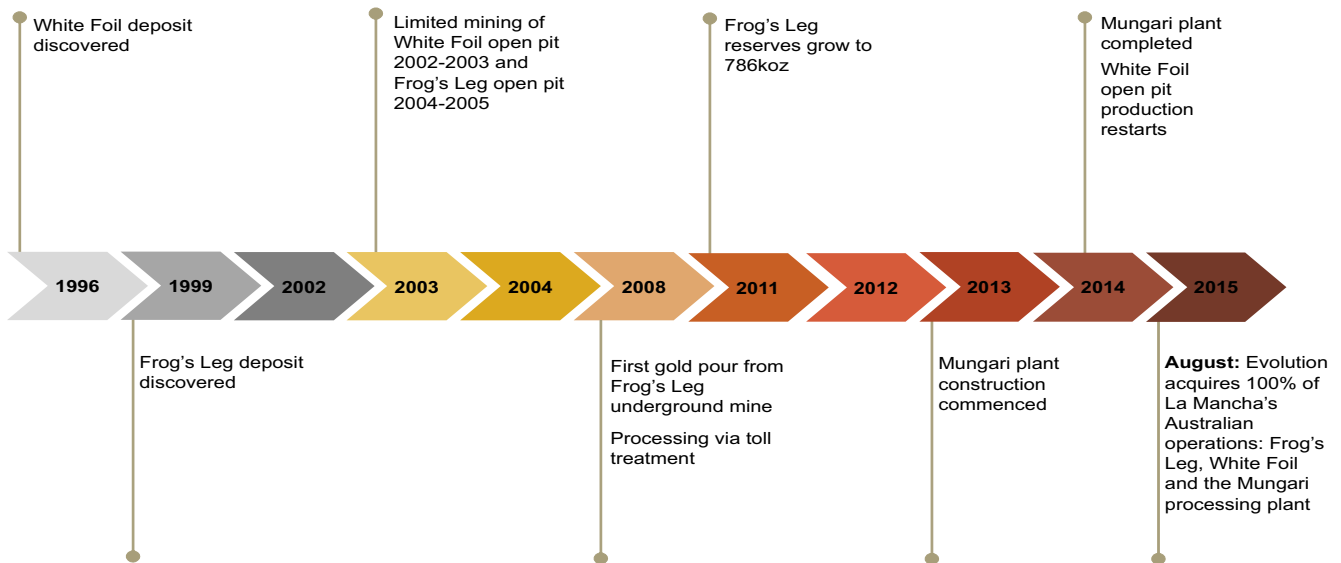 White Foil deposit
discovered
Limited mining of
White Foil open pit
2002-2003 and
Frog's Leg open pit
2004-2005
Frog's Leg
reserves grow to
786koz
Mungari plant
completed
White Foil
open pit
production
restarts
1996
1999
2002
2003
2004
2008
2011
2012
2013
2014
2015
Frog's Leg deposit
discovered
First gold pour from
Frog's Leg
underground mine
Processing via toll
treatment
Mungari plant
construction
commenced
August: Evolution
acquires 100% of
La Mancha's
Australian
operations: Frog's
Leg, White Foil
and the Mungari
processing plant